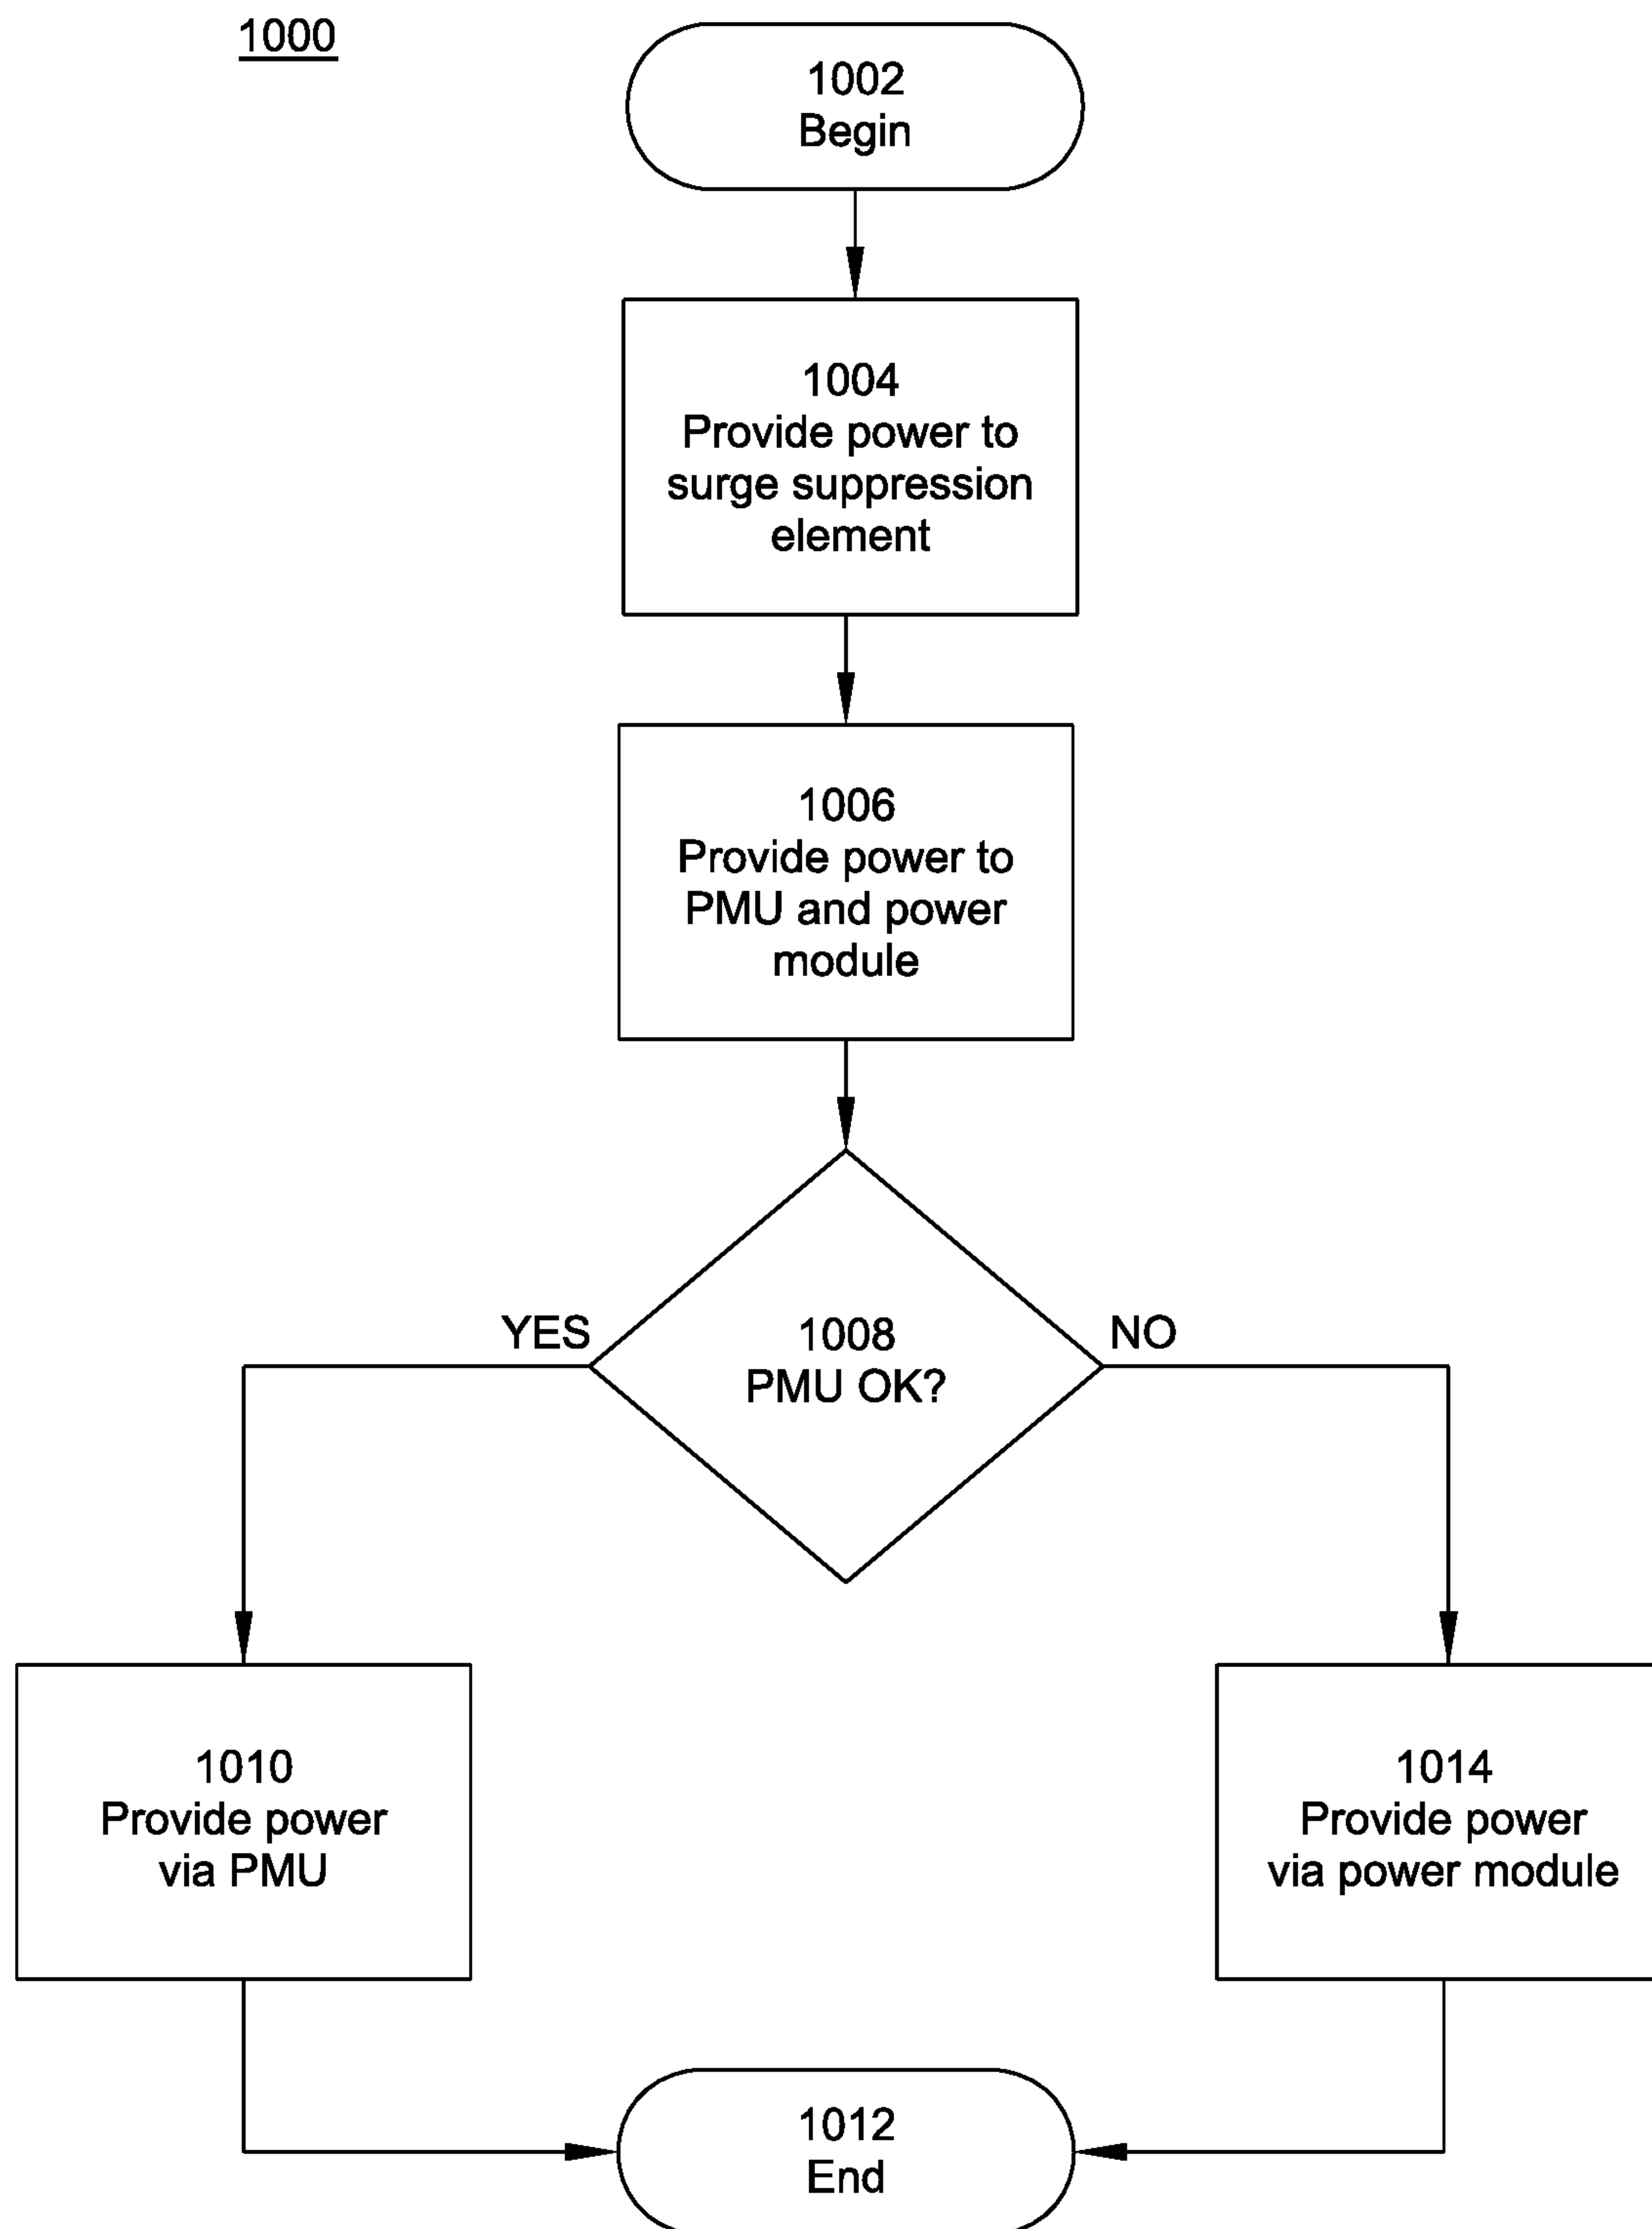 1000
1002
Begin
1004
Provide power to
surge suppression
element
1006
Provide power to
PMU and power
module
YES
1008
PMU OK?
NO
1010
Provide power
via PMU
1014
Provide power
via power module
1012
End